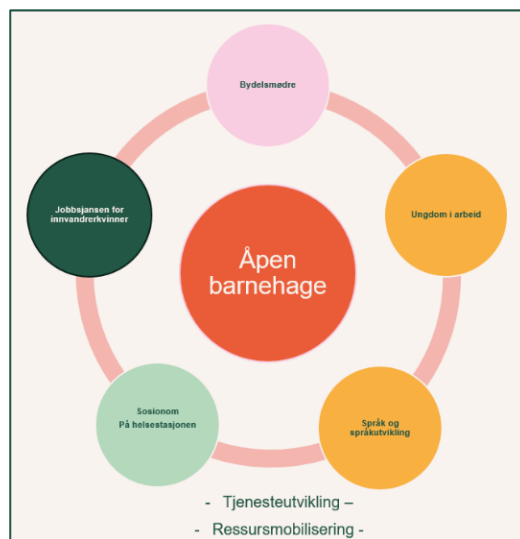 Bydelsmødre
Jobbsjansen for
innvandrerkvinner
Ungdom i arbeid
Åpen
barnehage
Sosionom
På helsestasjonen
Språk og
språkutvikling
- Tjenesteutvikling –
- Ressursmobilisering -